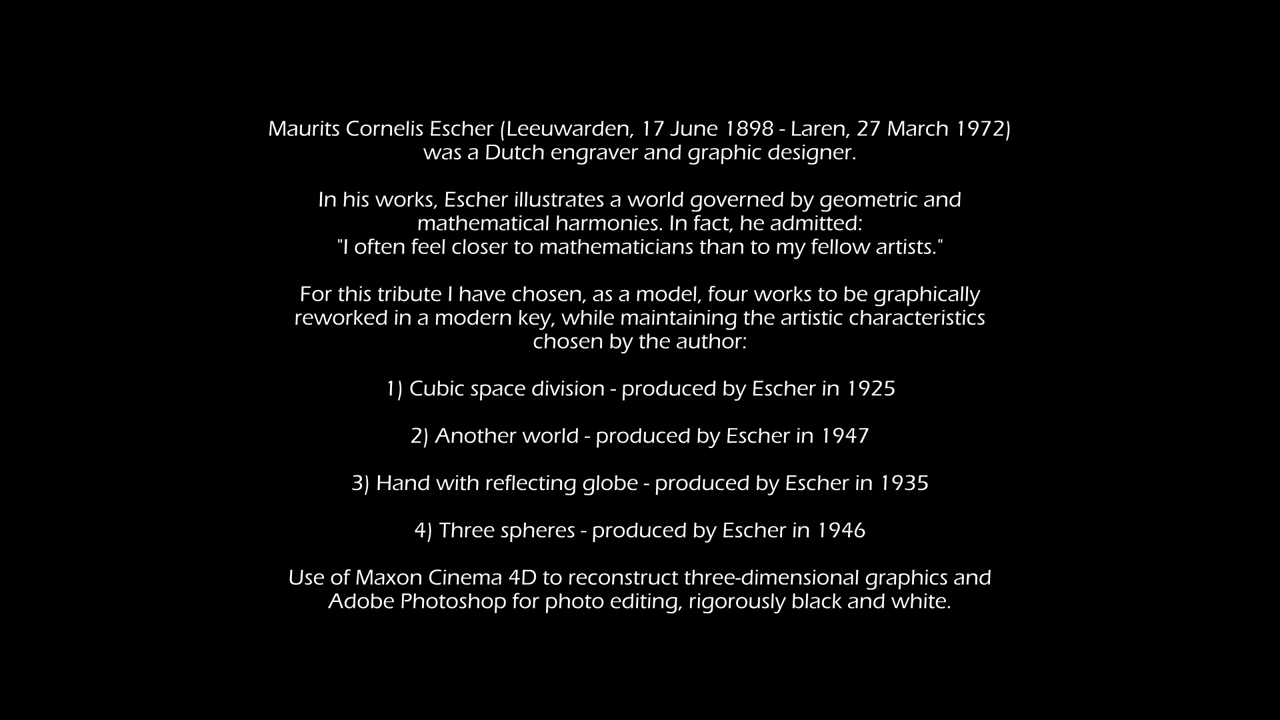 Maurits Cornelis Escher (Leeuwarden, 17 June 1898 - Laren, 27 March 1972)
was a Dutch engraver and graphic designer.
In his works, Escher illustrates a world governed by geometric and
mathematical harmonies. In fact, he admitted:
"I often feel closer to mathematicians than to my fellow artists."
For this tribute I have chosen, as a model, four works to be graphically
reworked in a modern key, while maintaining the artistic characteristics
chosen by the author:
1) Cubic space division - produced by Escher in 1925
2) Another world - produced by Escher in 1947
3) Hand with reflecting globe - produced by Escher in 1935
4) Three spheres - produced by Escher in 1946
Use of Maxon Cinema 4D to reconstruct three-dimensional graphics and
Adobe Photoshop for photo editing, rigorously black and white.